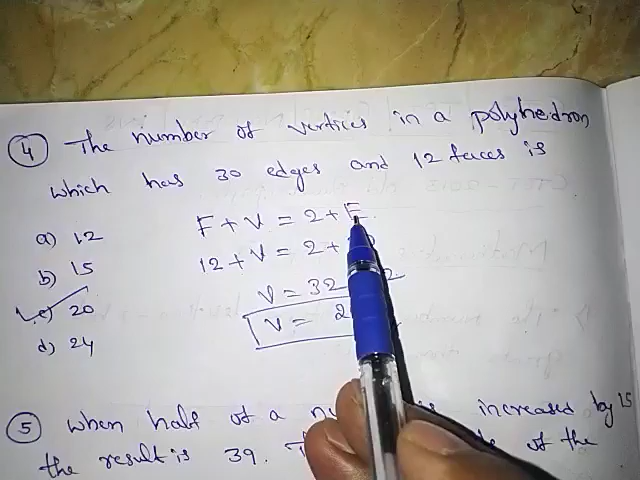 ④ The number of vertices in a polyhedron
which has 30 edges and 12 faces is
a) 12
b) 15
c) 20
d) 24
F + V = 2 + E
12 + V = 2 +
V = 32
V = 2
⑤ When half of a increased by 15
the result is 39. of the